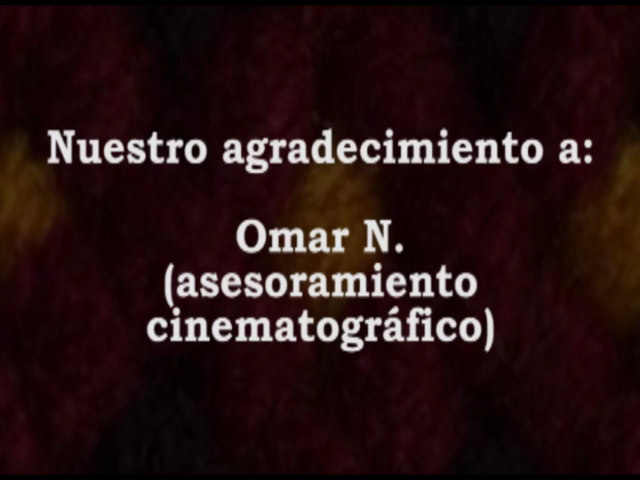 Nuestro agradecimiento a:
Omar N.
(asesoramiento
cinematográfico)